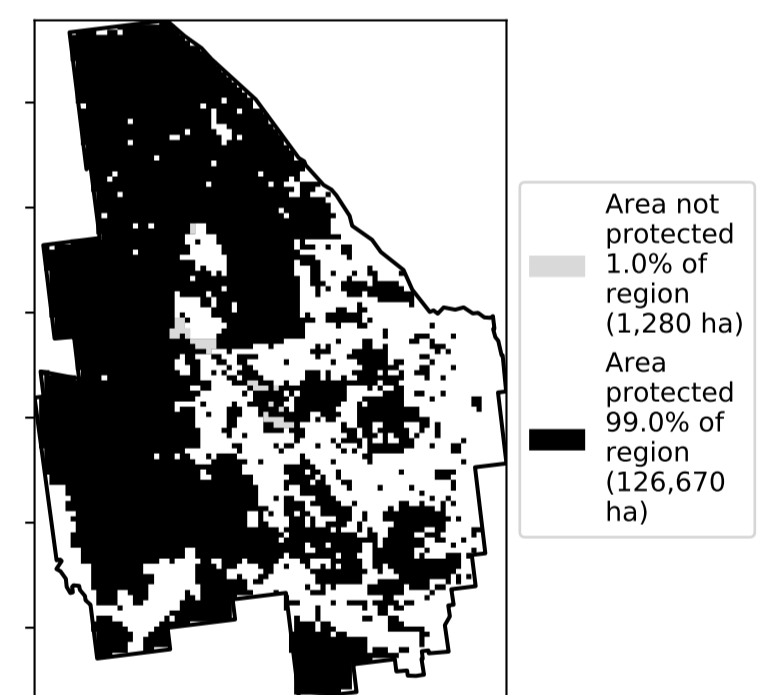 Area not
protected
1.0% of
region
(1,280 ha)
Area
protected
99.0% of
region
(126,670
ha)